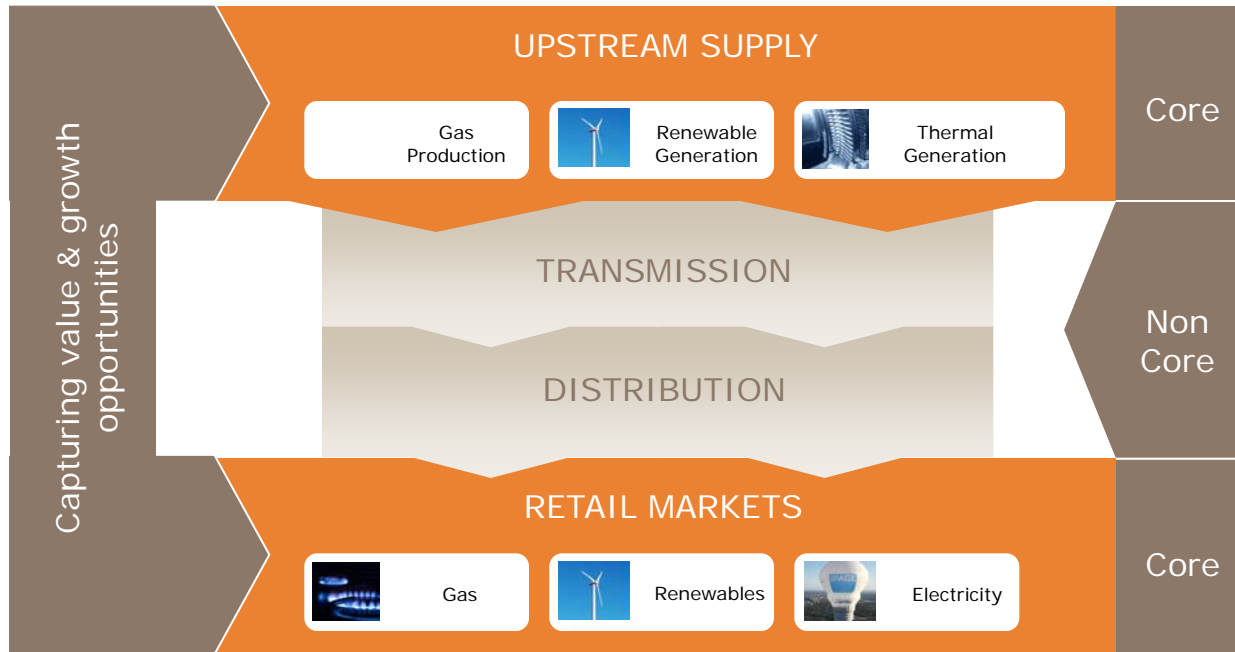 Capturing value & growth
opportunities
UPSTREAM SUPPLY
Core
Gas
Production
Renewable
Generation
Thermal
Generation
TRANSMISSION
Non
Core
DISTRIBUTION
RETAIL MARKETS
Core
Gas
Renewables
Electricity